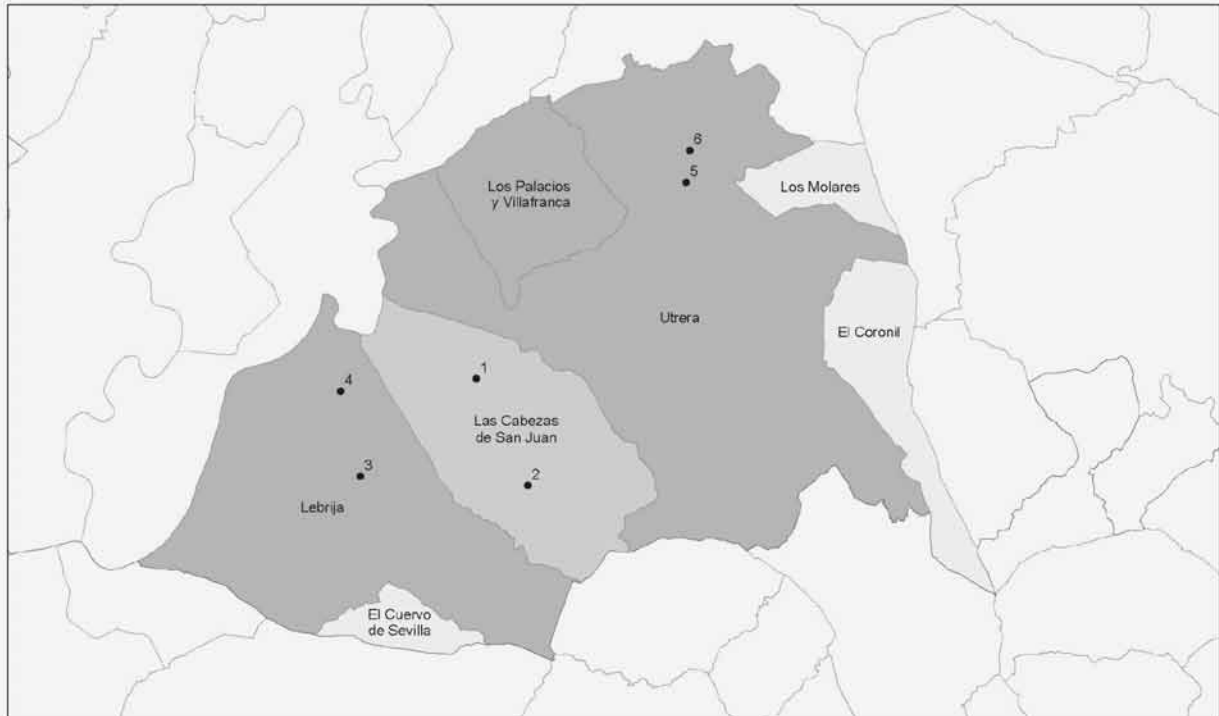 6
5
Los Palacios
y Villafranca
Los Molares
Utrera
El Coronil
1
4
Las Cabezas
de San Juan
3
2
Lebrija
El Cuervo
de Sevilla